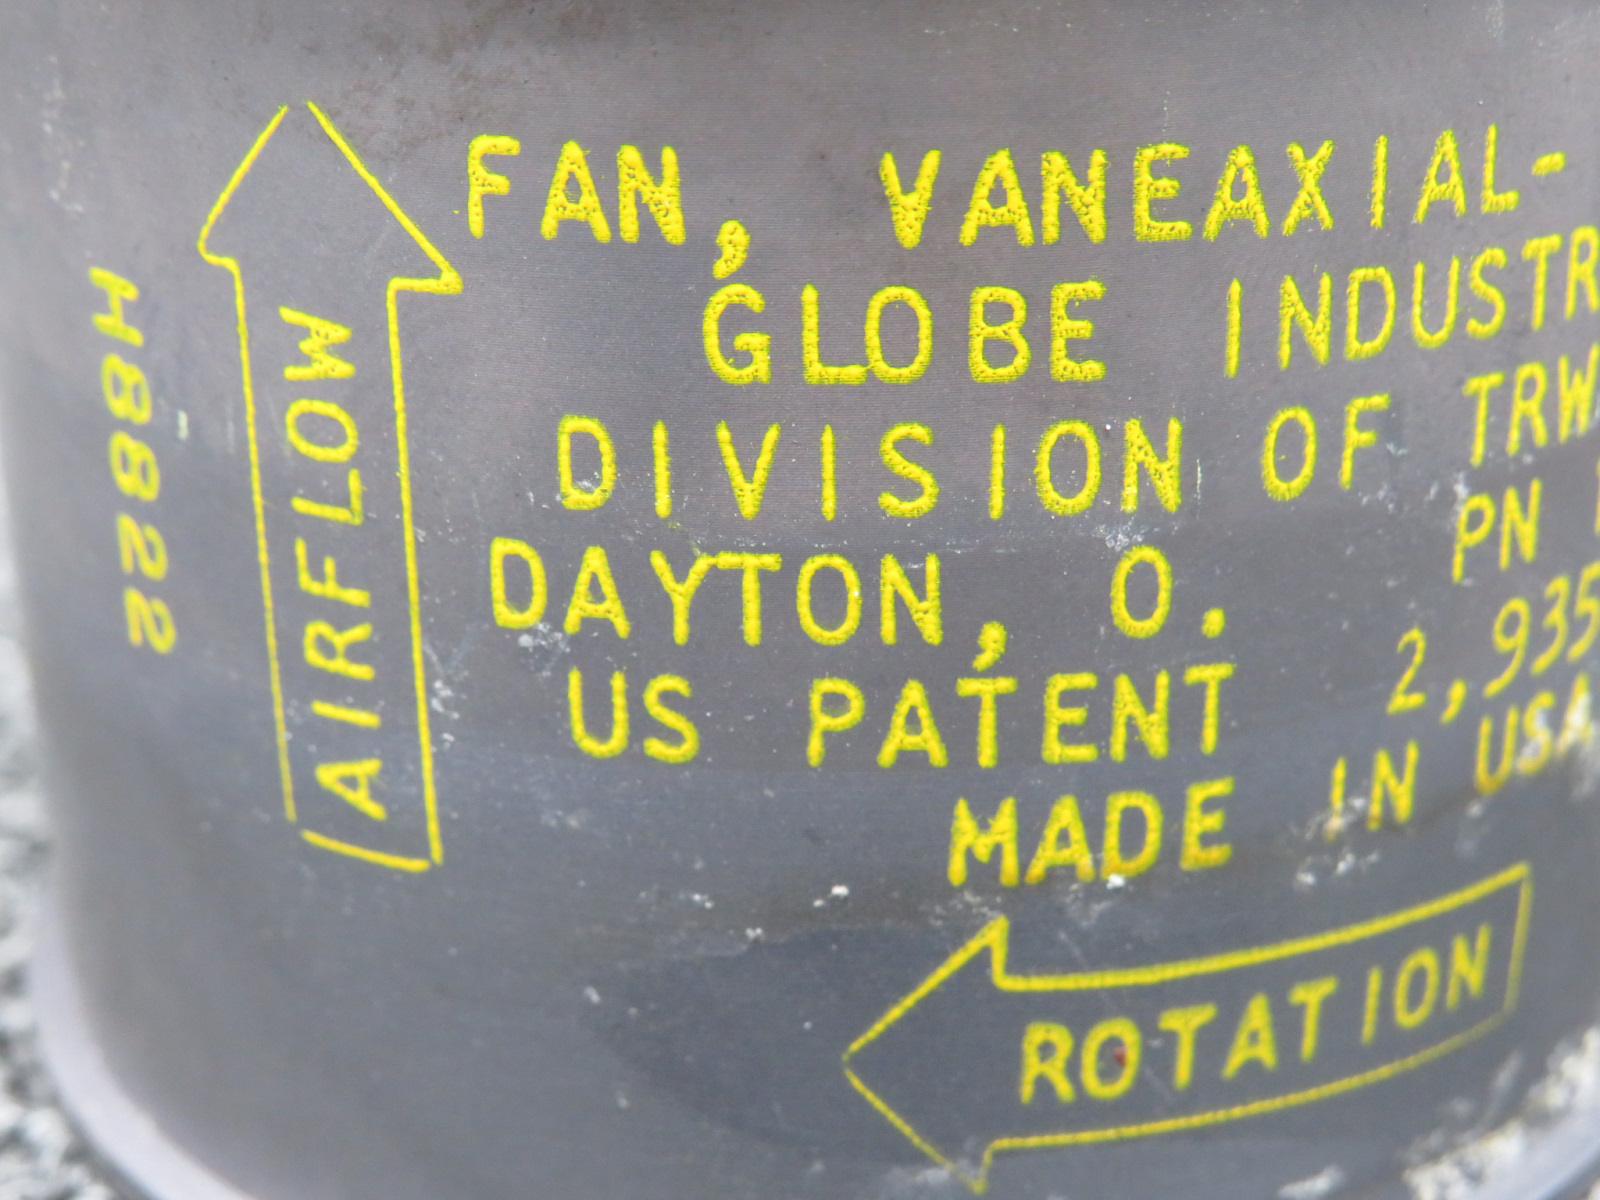 H8822
AIRFLOW
FAN, VANEAXIAL-
GLOBE INDUSTR
DIVISION OF TRW
DAYTON, O. PN
US PATENT 2,935
MADE IN USA
ROTATION